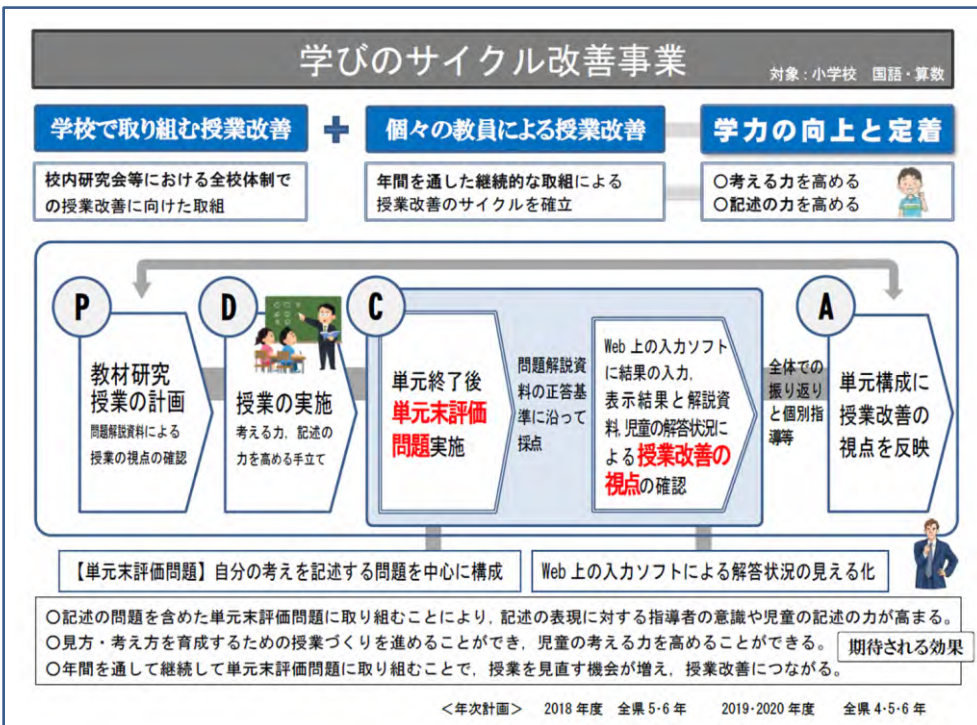 学びのサイクル改善事業
対象：小学校　国語・算数
学校で取り組む授業改善
＋
個々の教員による授業改善
学力の向上と定着
校内研究会等における全校体制で
の授業改善に向けた取組
年間を通した継続的な取組による
授業改善のサイクルを確立
○考える力を高める
○記述の力を高める
P
教材研究
授業の計画
問題解説資料による
授業の視点の確認
D
授業の実施
考える力，記述の
力を高める手立て
C
単元終了後
単元末評価
問題実施
問題解説資
料の正答基
準に沿って
採点
Web 上の入力ソフト
に結果の入力，
表示結果と解説資
料，児童の解答状況に
よる授業改善の
視点の確認
全体での
振り返り
と個別指
導等
A
単元構成に
授業改善の
視点を反映
【単元末評価問題】自分の考えを記述する問題を中心に構成
Web 上の入力ソフトによる解答状況の見える化
○記述の問題を含めた単元末評価問題に取り組むことにより，記述の表現に対する指導者の意識や児童の記述の力が高まる。
○見方・考え方を育成するための授業づくりを進めることができ，児童の考える力を高めることができる。
期待される効果
○年間を通して継続して単元末評価問題に取り組むことで，授業を見直す機会が増え，授業改善につながる。
＜年次計画＞　2018 年度　全県 5・6 年　2019・2020 年度　全県 4・5・6 年